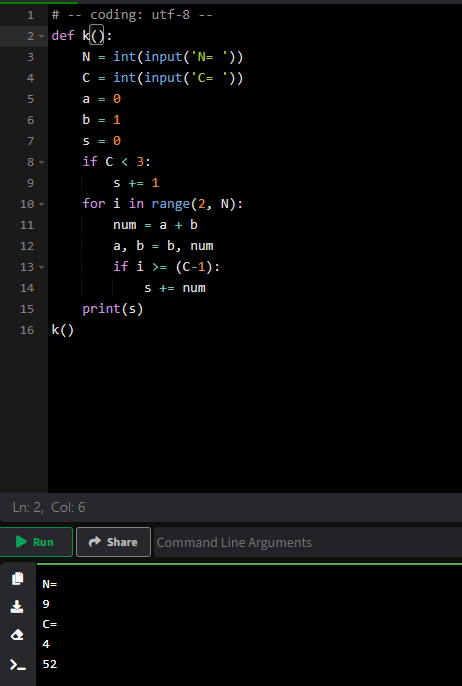 1 # -- coding: utf-8 --
2 def k():
3     N = int(input('N= '))
4     C = int(input('C= '))
5     a = 0
6     b = 1
7     s = 0
8     if C < 3:
9         s += 1
10     for i in range(2, N):
11         num = a + b
12         a, b = b, num
13         if i >= (C-1):
14             s += num
15     print(s)
16 k()
Ln: 2, Col: 6
Run Share Command Line Arguments
N=
9
C=
4
52